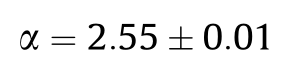 α = 2.55 ± 0.01